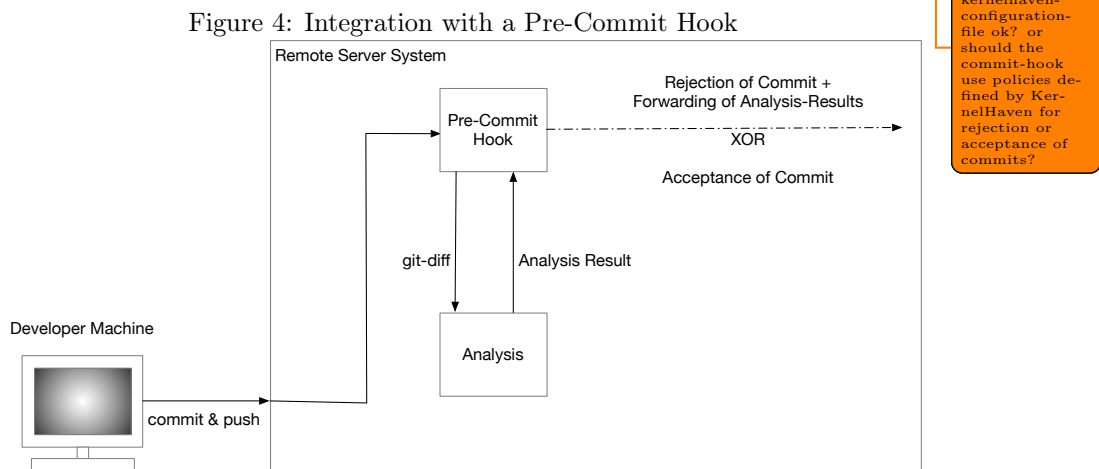 Figure 4: Integration with a Pre-Commit Hook
Remote Server System
Pre-Commit
Hook
Rejection of Commit +
Forwarding of Analysis-Results
XOR
Acceptance of Commit
git-diff
Analysis Result
Analysis
Developer Machine
commit & push
kernelhaven-
configuration-
file ok? or
should the
commit-hook
use policies de-
fined by Ker-
nelHaven for
rejection or
acceptance of
commits?